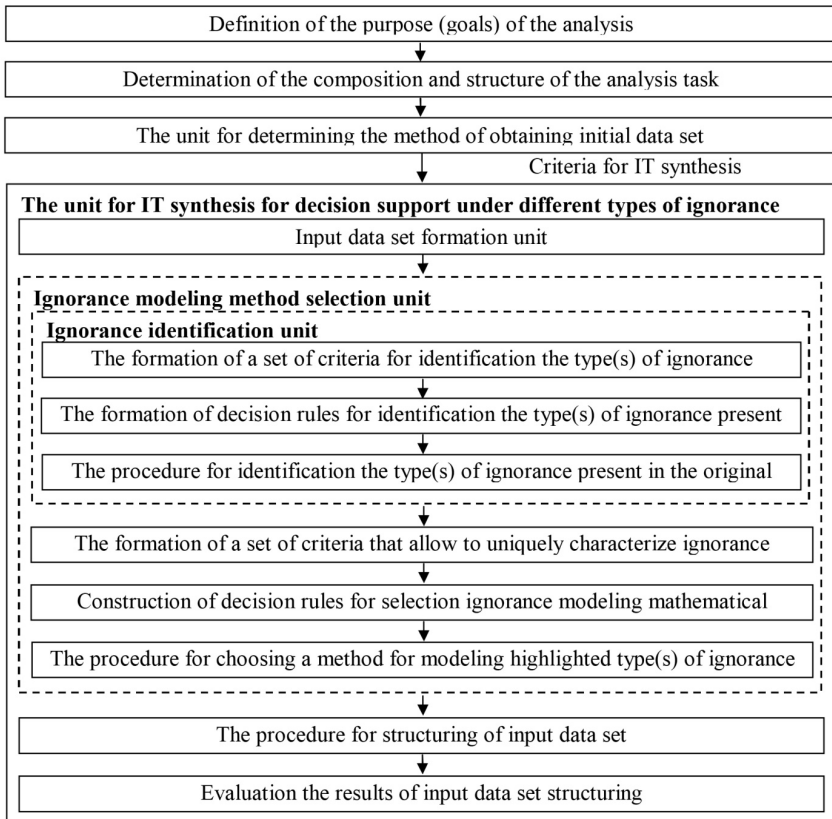 Definition of the purpose (goals) of the analysis
Determination of the composition and structure of the analysis task
The unit for determining the method of obtaining initial data set
Criteria for IT synthesis
The unit for IT synthesis for decision support under different types of ignorance
Input data set formation unit
Ignorance modeling method selection unit
Ignorance identification unit
The formation of a set of criteria for identification the type(s) of ignorance
The formation of decision rules for identification the type(s) of ignorance present
The procedure for identification the type(s) of ignorance present in the original
The formation of a set of criteria that allow to uniquely characterize ignorance
Construction of decision rules for selection ignorance modeling mathematical
The procedure for choosing a method for modeling highlighted type(s) of ignorance
The procedure for structuring of input data set
Evaluation the results of input data set structuring